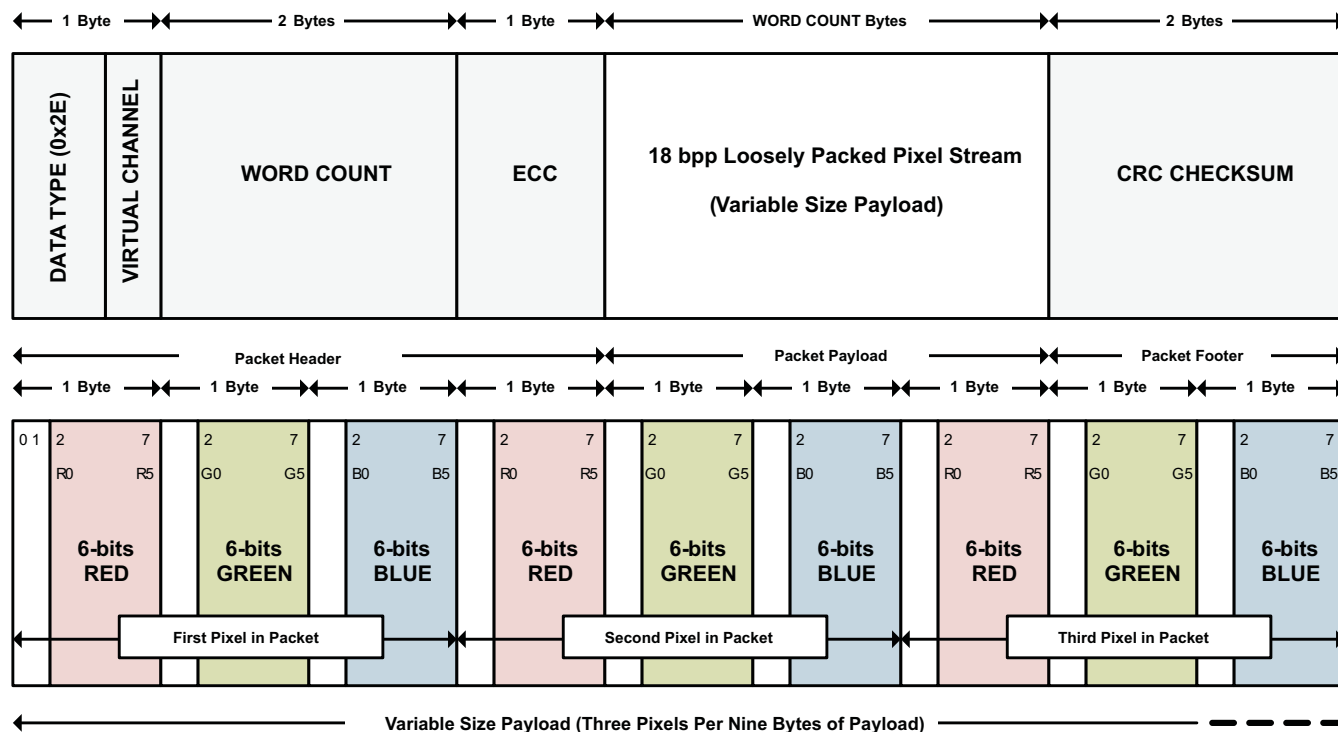 1 Byte 2 Bytes 1 Byte WORD COUNT Bytes 2 Bytes
DATA TYPE (0x2E)
VIRTUAL CHANNEL
WORD COUNT
ECC
18 bpp Loosely Packed Pixel Stream
(Variable Size Payload)
CRC CHECKSUM
Packet Header Packet Payload Packet Footer
1 Byte 1 Byte 1 Byte 1 Byte 1 Byte 1 Byte 1 Byte 1 Byte 1 Byte
0 1 2 7 2 7 2 7 2 7 2 7 2 7 2 7 2 7 2 7
R0 R5 G0 G5 B0 B5 R0 R5 G0 G5 B0 B5 R0 R5 G0 G5 B0 B5
6-bits 6-bits 6-bits 6-bits 6-bits 6-bits 6-bits 6-bits 6-bits
RED GREEN BLUE RED GREEN BLUE RED GREEN BLUE
First Pixel in Packet Second Pixel in Packet Third Pixel in Packet
Variable Size Payload (Three Pixels Per Nine Bytes of Payload)